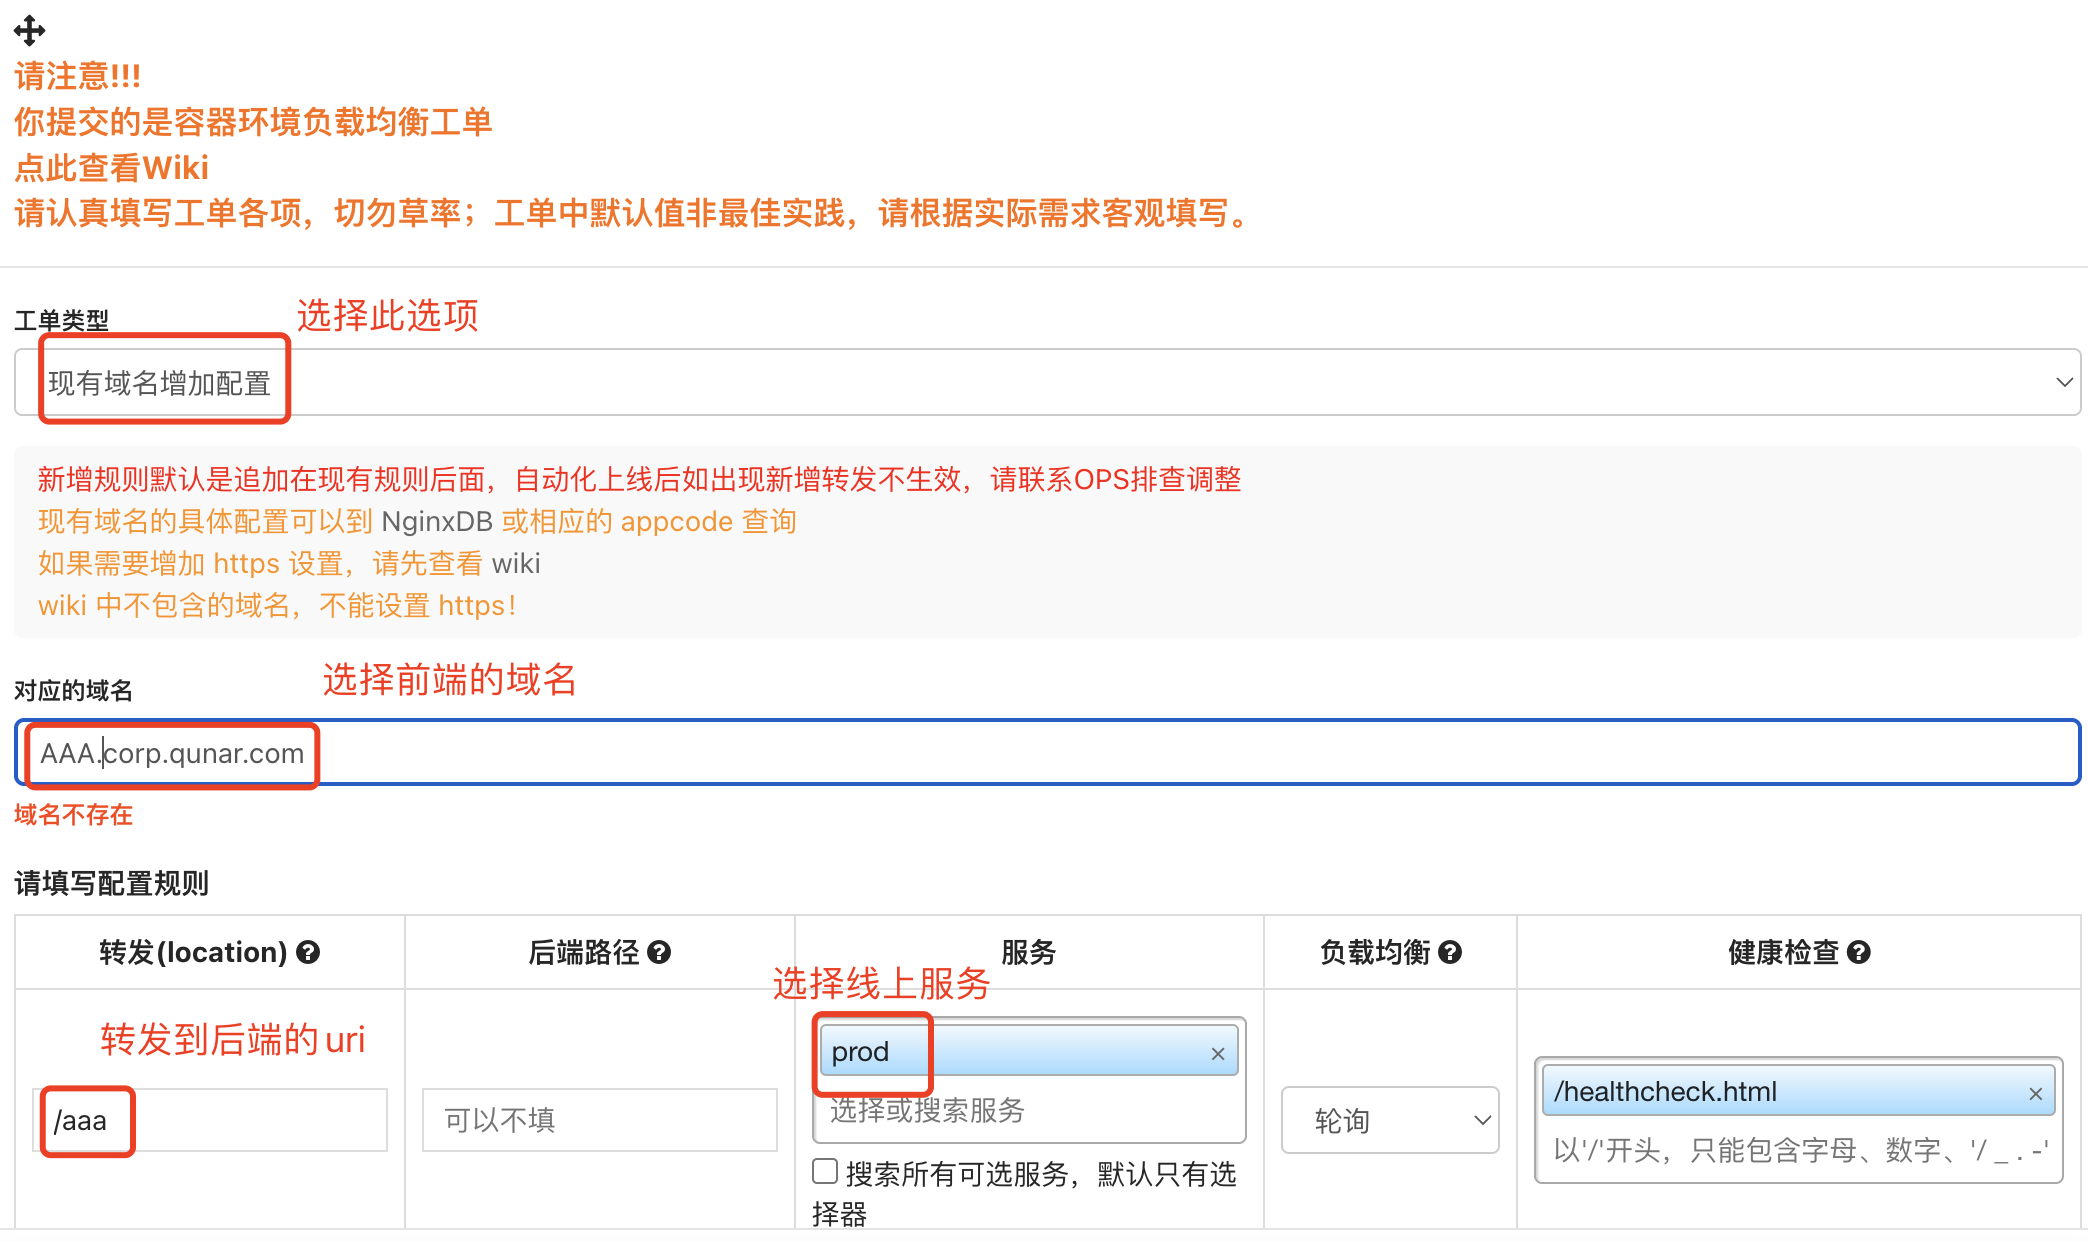 请注意!!!
你提交的是容器环境负载均衡工单
点此查看Wiki
请认真填写工单各项，切勿草率；工单中默认值非最佳实践，请根据实际需求客观填写。
工单类型
选择此选项
现有域名增加配置
新增规则默认是追加在现有规则后面，自动化上线后如出现新增转发不生效，请联系OPS排查调整
现有域名的具体配置可以到 NginxDB 或相应的 appcode 查询
如果需要增加 https 设置，请先查看 wiki
wiki 中不包含的域名，不能设置 https！
对应的域名
选择前端的域名
AAA.corp.qunar.com
域名不存在
请填写配置规则
转发(location)
后端路径
服务
负载均衡
健康检查
选择线上服务
转发到后端的uri
/aaa
可以不填
prod
×
选择或搜索服务
搜索所有可选服务，默认只有选
择器
轮询
/healthcheck.html
×
以'/'开头，只能包含字母、数字、'/ _ . -'